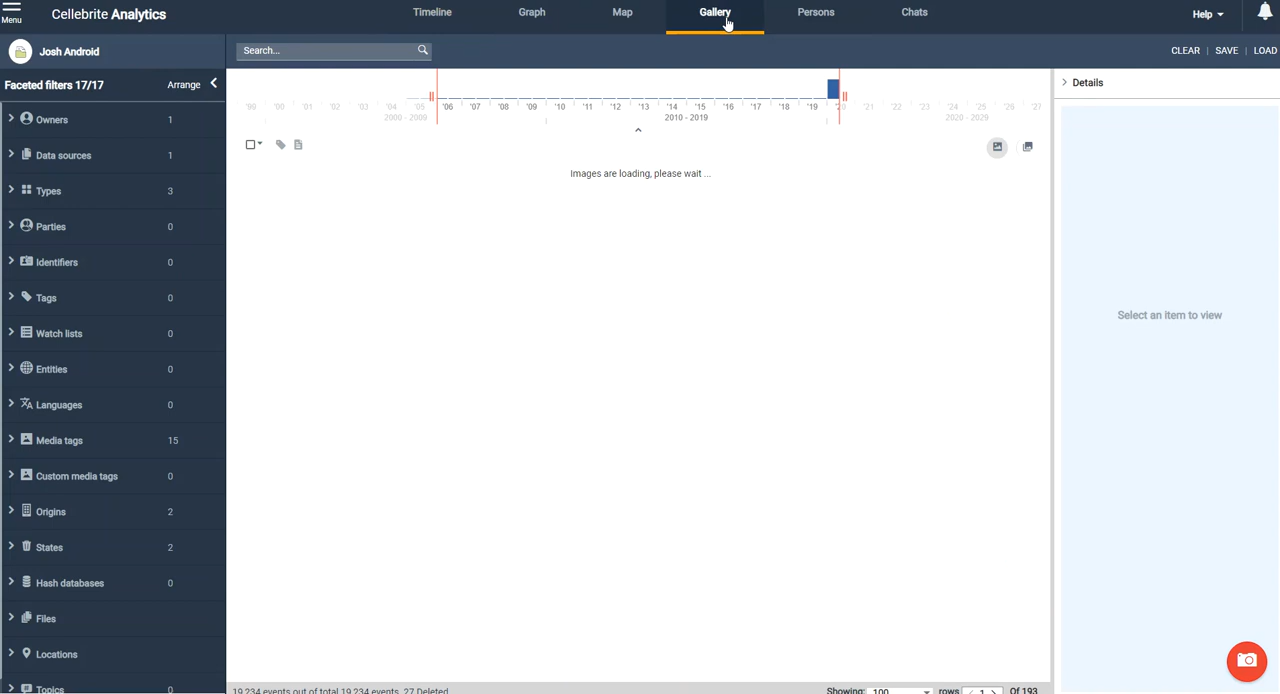 Menu
Cellebrite Analytics
Timeline
Graph
Map
Gallery
Persons
Chats
Help
Josh Android
Search...
CLEAR | SAVE | LOAD
Faceted filters 17/17
Arrange
Owners 1
Data sources 1
Types 3
Parties 0
Identifiers 0
Tags 0
Watch lists 0
Entities 0
Languages 0
Media tags 15
Custom media tags 0
Origins 2
States 2
Hash databases 0
Files
Locations
Topics 0
'00 '01 '02 '03 '04 '05 '06 '07 '08 '09 '10 '11 '12 '13 '14 '15 '16 '17 '18 '19 '21 '22 '23 '24 '25 '26 '27
2000 - 2009
2010 - 2019
2020 - 2029
Images are loading, please wait ...
Details
Select an item to view
19,234 events out of total 19,234 events, 27 Deleted
Showing: 100 rows 1 Of 193